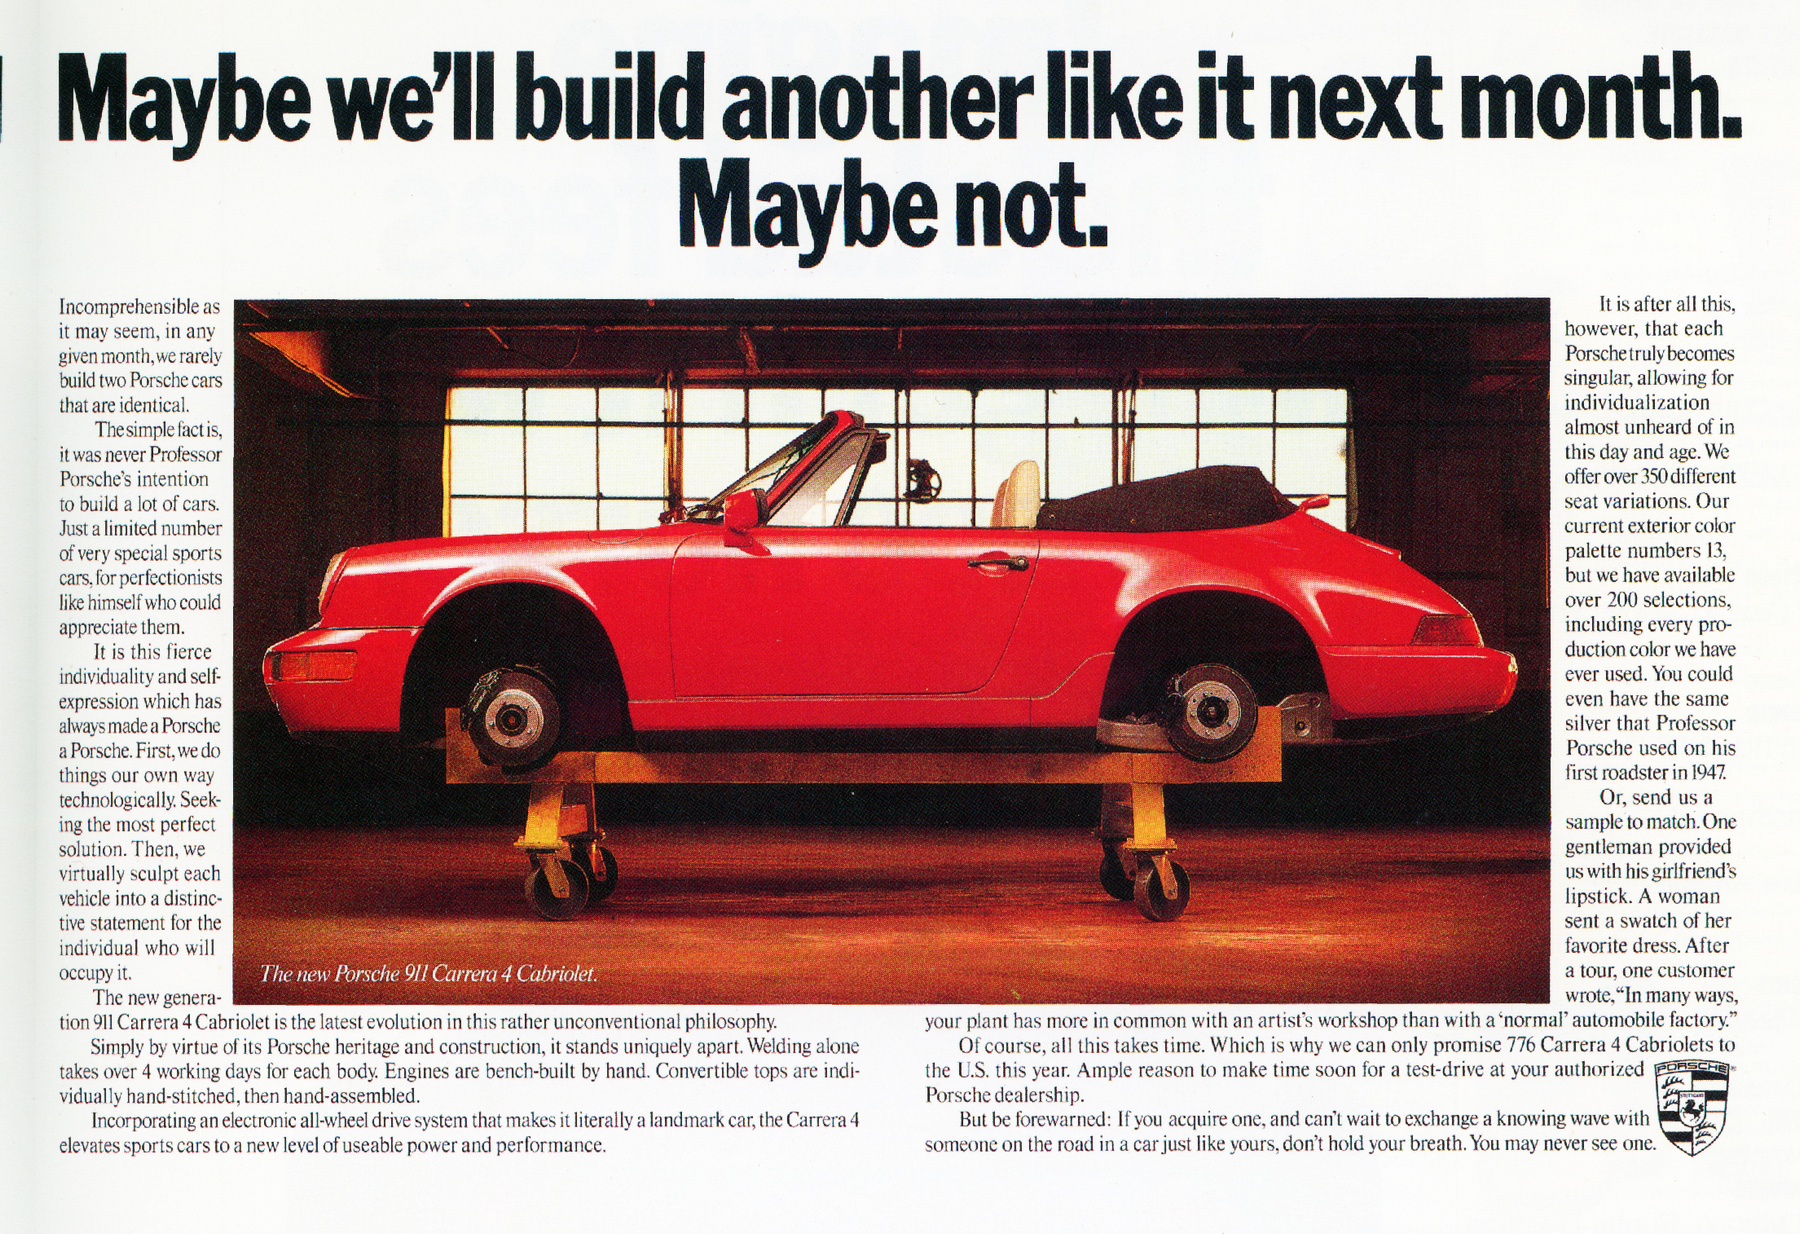 Maybe we'll build another like it next month.
Maybe not.
Incomprehensible as
it may seem, in any
given month, we rarely
build two Porsche cars
that are identical.
The simple fact is,
it was never Professor
Porsche's intention
to build a lot of cars.
Just a limited number
of very special sports
cars, for perfectionists
like himself who could
appreciate them.
It is this fierce
individuality and self-
expression which has
always made a Porsche
a Porsche. First, we do
things our own way
technologically. Seek-
ing the most perfect
solution. Then, we
virtually sculpt each
vehicle into a distinc-
tive statement for the
individual who will
occupy it.
The new genera-
tion 911 Carrera 4 Cabriolet is the latest evolution in this rather unconventional philosophy.
Simply by virtue of its Porsche heritage and construction, it stands uniquely apart. Welding alone
takes over 4 working days for each body. Engines are bench-built by hand. Convertible tops are indi-
vidually hand-stitched, then hand-assembled.
Incorporating an electronic all-wheel drive system that makes it literally a landmark car, the Carrera 4
elevates sports cars to a new level of useable power and performance.
The new Porsche 911 Carrera 4 Cabriolet.
It is after all this,
however, that each
Porsche truly becomes
singular, allowing for
individualization
almost unheard of in
this day and age. We
offer over 350 different
seat variations. Our
current exterior color
palette numbers 13,
but we have available
over 200 selections,
including every pro-
duction color we have
ever used. You could
even have the same
silver that Professor
Porsche used on his
first roadster in 1947.
Or, send us a
sample to match. One
gentleman provided
us with his girlfriend's
lipstick. A woman
sent a swatch of her
favorite dress. After
a tour, one customer
wrote, "In many ways,
your plant has more in common with an artist's workshop than with a 'normal' automobile factory."
Of course, all this takes time. Which is why we can only promise 776 Carrera 4 Cabriolets to
the U.S. this year. Ample reason to make time soon for a test-drive at your authorized
Porsche dealership.
But be forewarned: If you acquire one, and can't wait to exchange a knowing wave with
someone on the road in a car just like yours, don't hold your breath. You may never see one.
PORSCHE®
STUTTGART